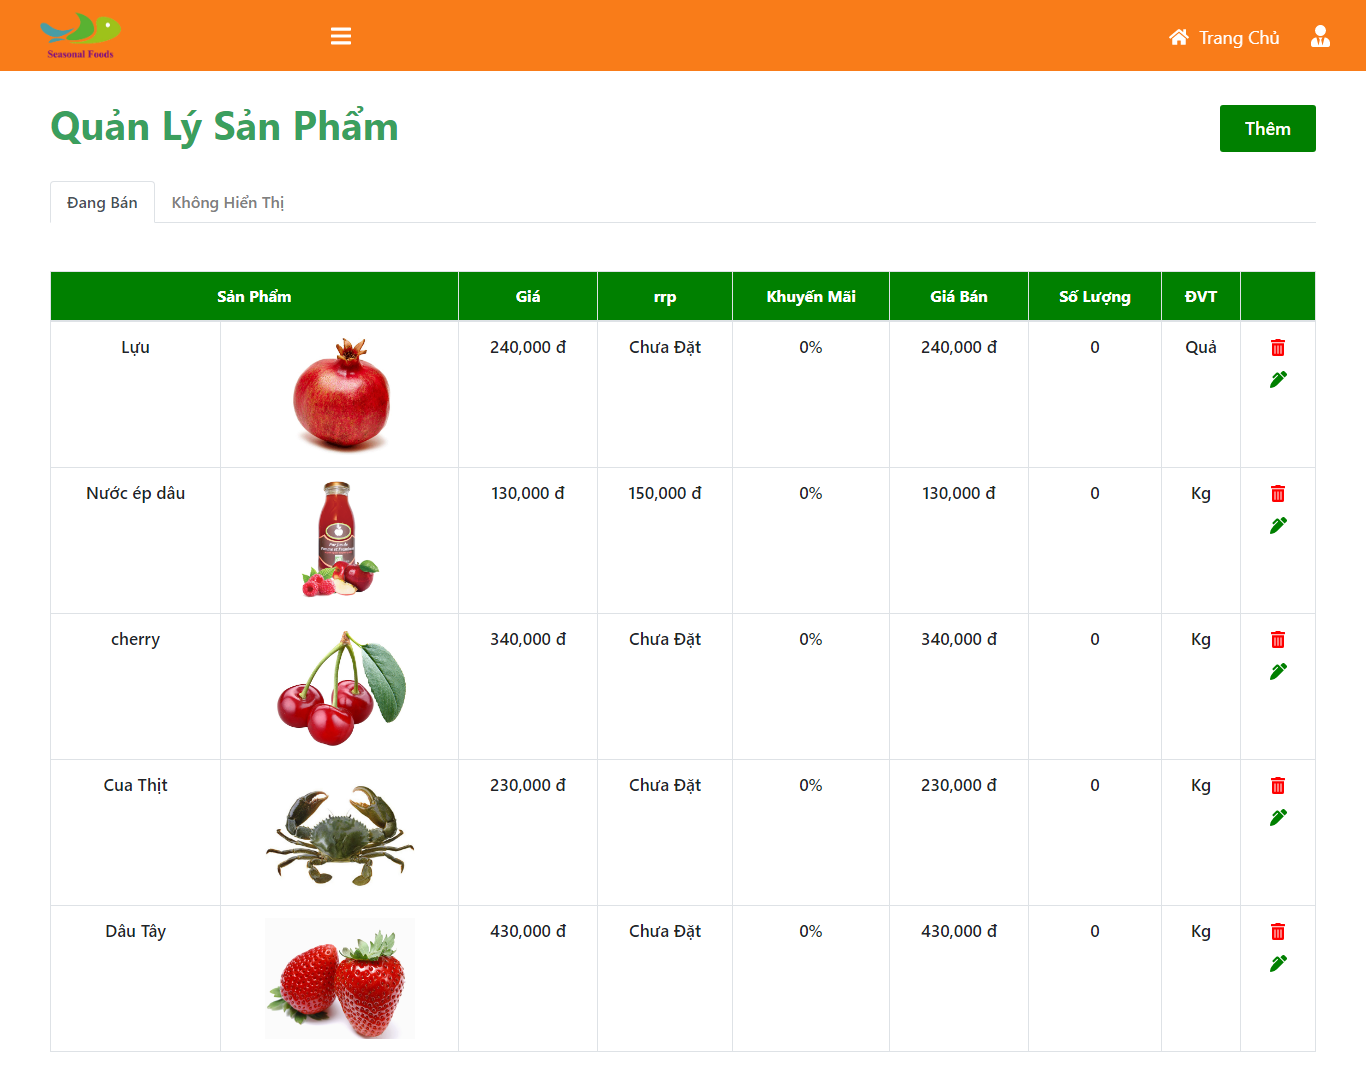 Seasonal Foods
Trang Chủ
Quản Lý Sản Phẩm
Thêm
Đang Bán
Không Hiển Thị
Sản Phẩm Giá rrp Khuyến Mãi Giá Bán Số Lượng ĐVT
Lựu 240,000 đ Chưa Đặt 0% 240,000 đ 0 Quả
Nước ép dâu 130,000 đ 150,000 đ 0% 130,000 đ 0 Kg
cherry 340,000 đ Chưa Đặt 0% 340,000 đ 0 Kg
Cua Thịt 230,000 đ Chưa Đặt 0% 230,000 đ 0 Kg
Dâu Tây 430,000 đ Chưa Đặt 0% 430,000 đ 0 Kg